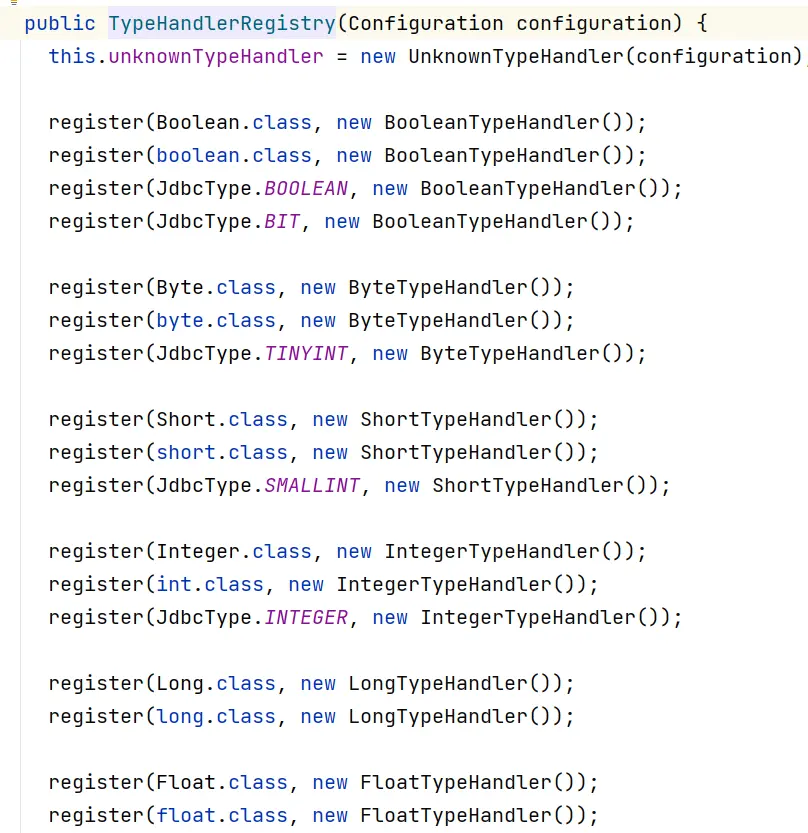 public TypeHandlerRegistry(Configuration configuration) {
this.unknownTypeHandler = new UnknownTypeHandler(configuration)
register(Boolean.class, new BooleanTypeHandler());
register(boolean.class, new BooleanTypeHandler());
register(JdbcType.BOOLEAN, new BooleanTypeHandler());
register(JdbcType.BIT, new BooleanTypeHandler());
register(Byte.class, new ByteTypeHandler());
register(byte.class, new ByteTypeHandler());
register(JdbcType.TINYINT, new ByteTypeHandler());
register(Short.class, new ShortTypeHandler());
register(short.class, new ShortTypeHandler());
register(JdbcType.SMALLINT, new ShortTypeHandler());
register(Integer.class, new IntegerTypeHandler());
register(int.class, new IntegerTypeHandler());
register(JdbcType.INTEGER, new IntegerTypeHandler());
register(Long.class, new LongTypeHandler());
register(long.class, new LongTypeHandler());
register(Float.class, new FloatTypeHandler());
register(float.class, new FloatTypeHandler());